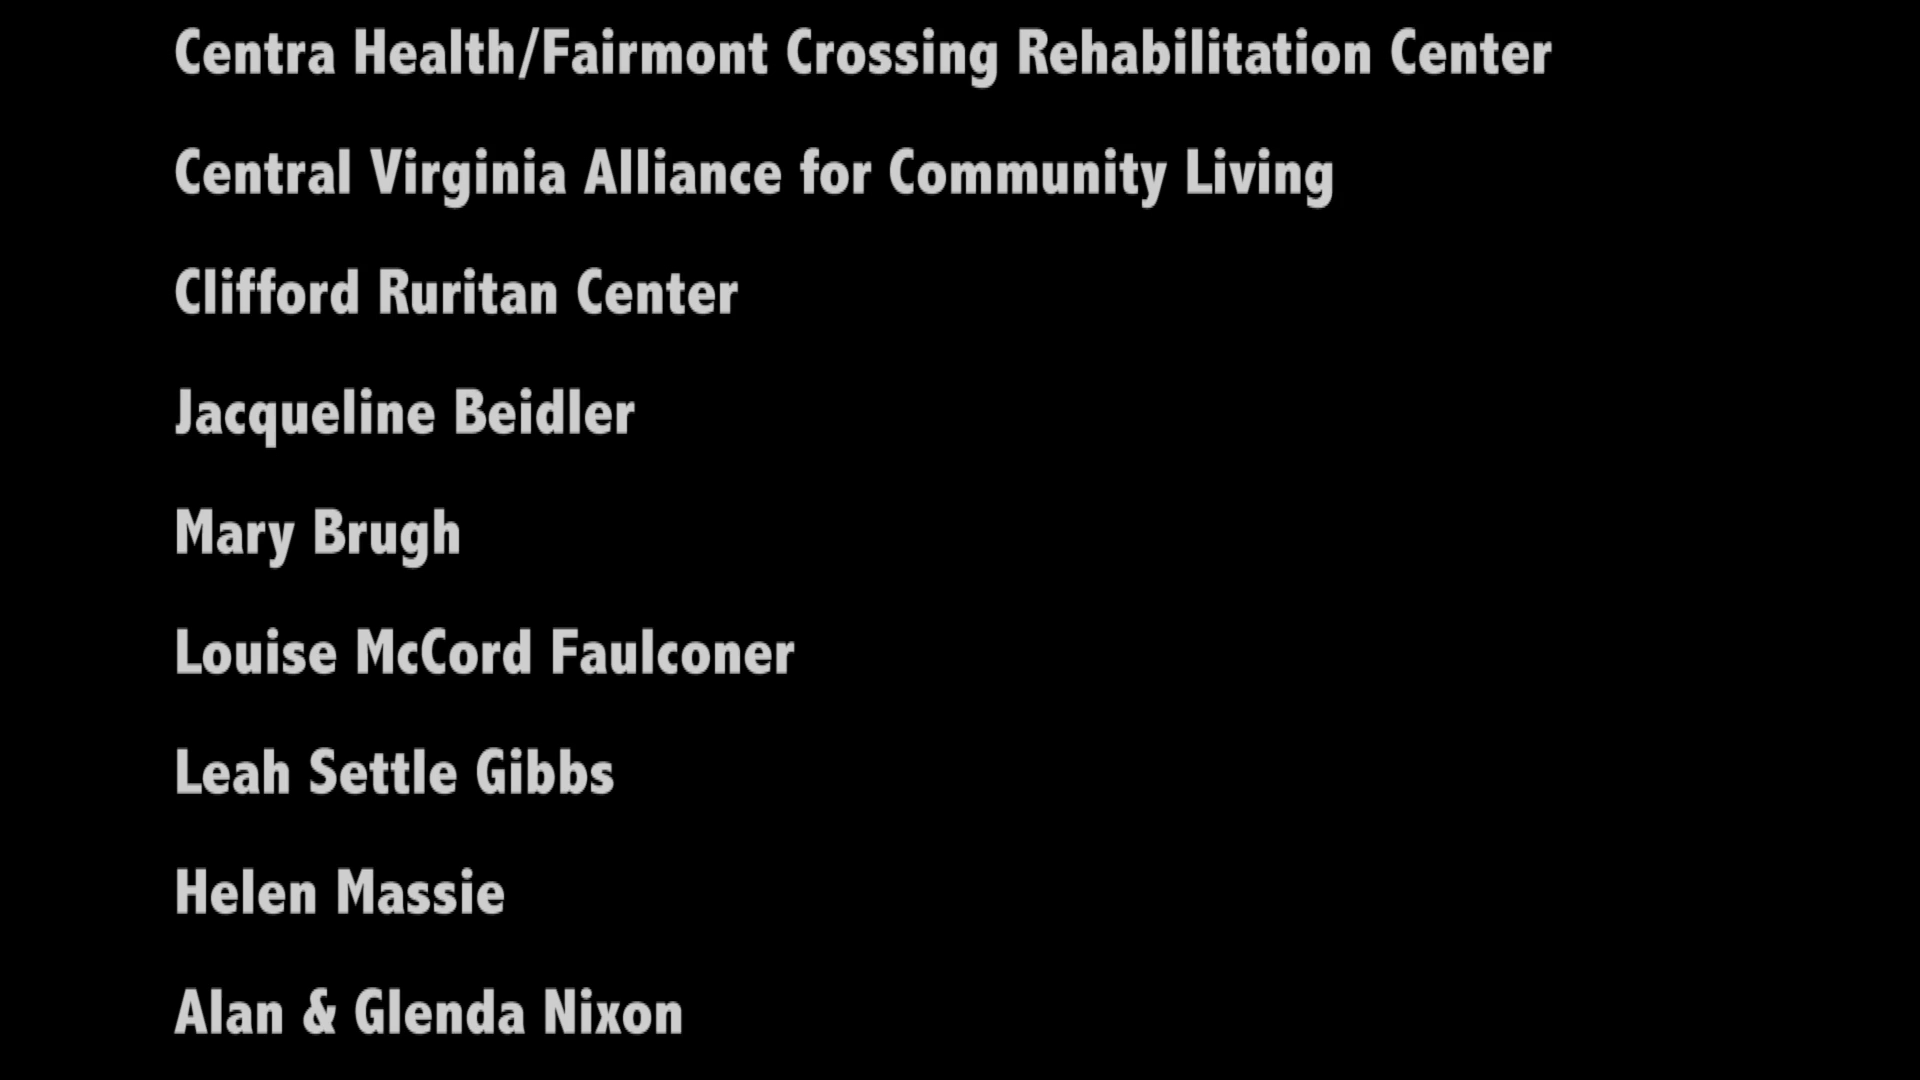 Centra Health/Fairmont Crossing Rehabilitation Center
Central Virginia Alliance for Community Living
Clifford Ruritan Center
Jacqueline Beidler
Mary Brugh
Louise McCord Faulconer
Leah Settle Gibbs
Helen Massie
Alan & Glenda Nixon